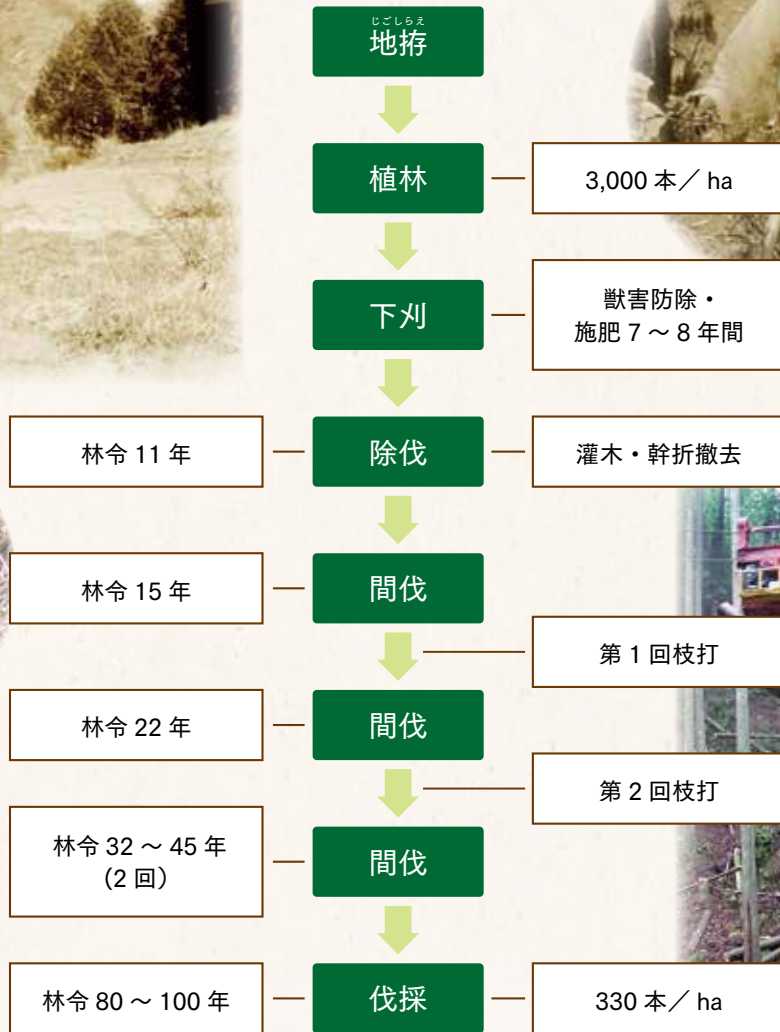 じごしらえ
地拵
植林
3,000 本／ ha
下刈
獣害防除・
施肥 7 ～ 8 年間
林令 11 年
除伐
灌木・幹折撤去
林令 15 年
間伐
第 1 回枝打
林令 22 年
間伐
第 2 回枝打
林令 32 ～ 45 年
(2 回）
間伐
林令 80 ～ 100 年
伐採
330 本／ ha